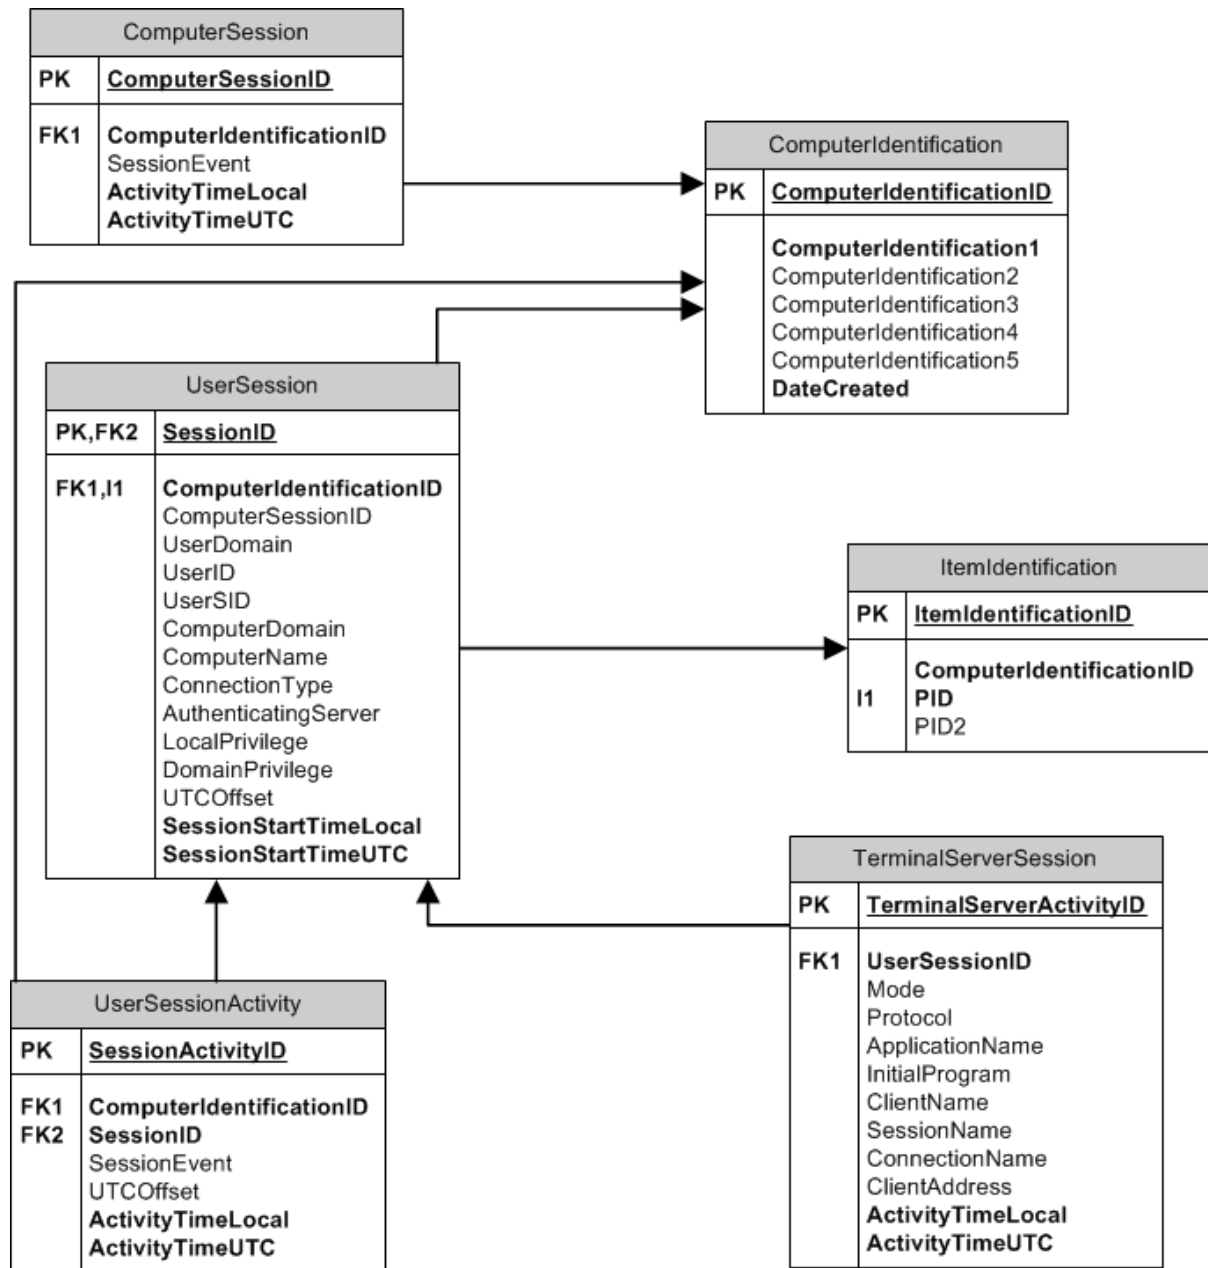 ComputerSession
PK ComputerSessionID
FK1 ComputerIdentificationID
SessionEvent
ActivityTimeLocal
ActivityTimeUTC
ComputerIdentification
PK ComputerIdentificationID
ComputerIdentification1
ComputerIdentification2
ComputerIdentification3
ComputerIdentification4
ComputerIdentification5
DateCreated
UserSession
PK,FK2 SessionID
FK1,I1 ComputerIdentificationID
ComputerSessionID
UserDomain
UserID
UserSID
ComputerDomain
ComputerName
ConnectionType
AuthenticatingServer
LocalPrivilege
DomainPrivilege
UTCOffset
SessionStartTimeLocal
SessionStartTimeUTC
ItemIdentification
PK ItemIdentificationID
ComputerIdentificationID
I1 PID
PID2
TerminalServerSession
PK TerminalServerActivityID
FK1 UserSessionID
Mode
Protocol
ApplicationName
InitialProgram
ClientName
SessionName
ConnectionName
ClientAddress
ActivityTimeLocal
ActivityTimeUTC
UserSessionActivity
PK SessionActivityID
FK1 ComputerIdentificationID
FK2 SessionID
SessionEvent
UTCOffset
ActivityTimeLocal
ActivityTimeUTC